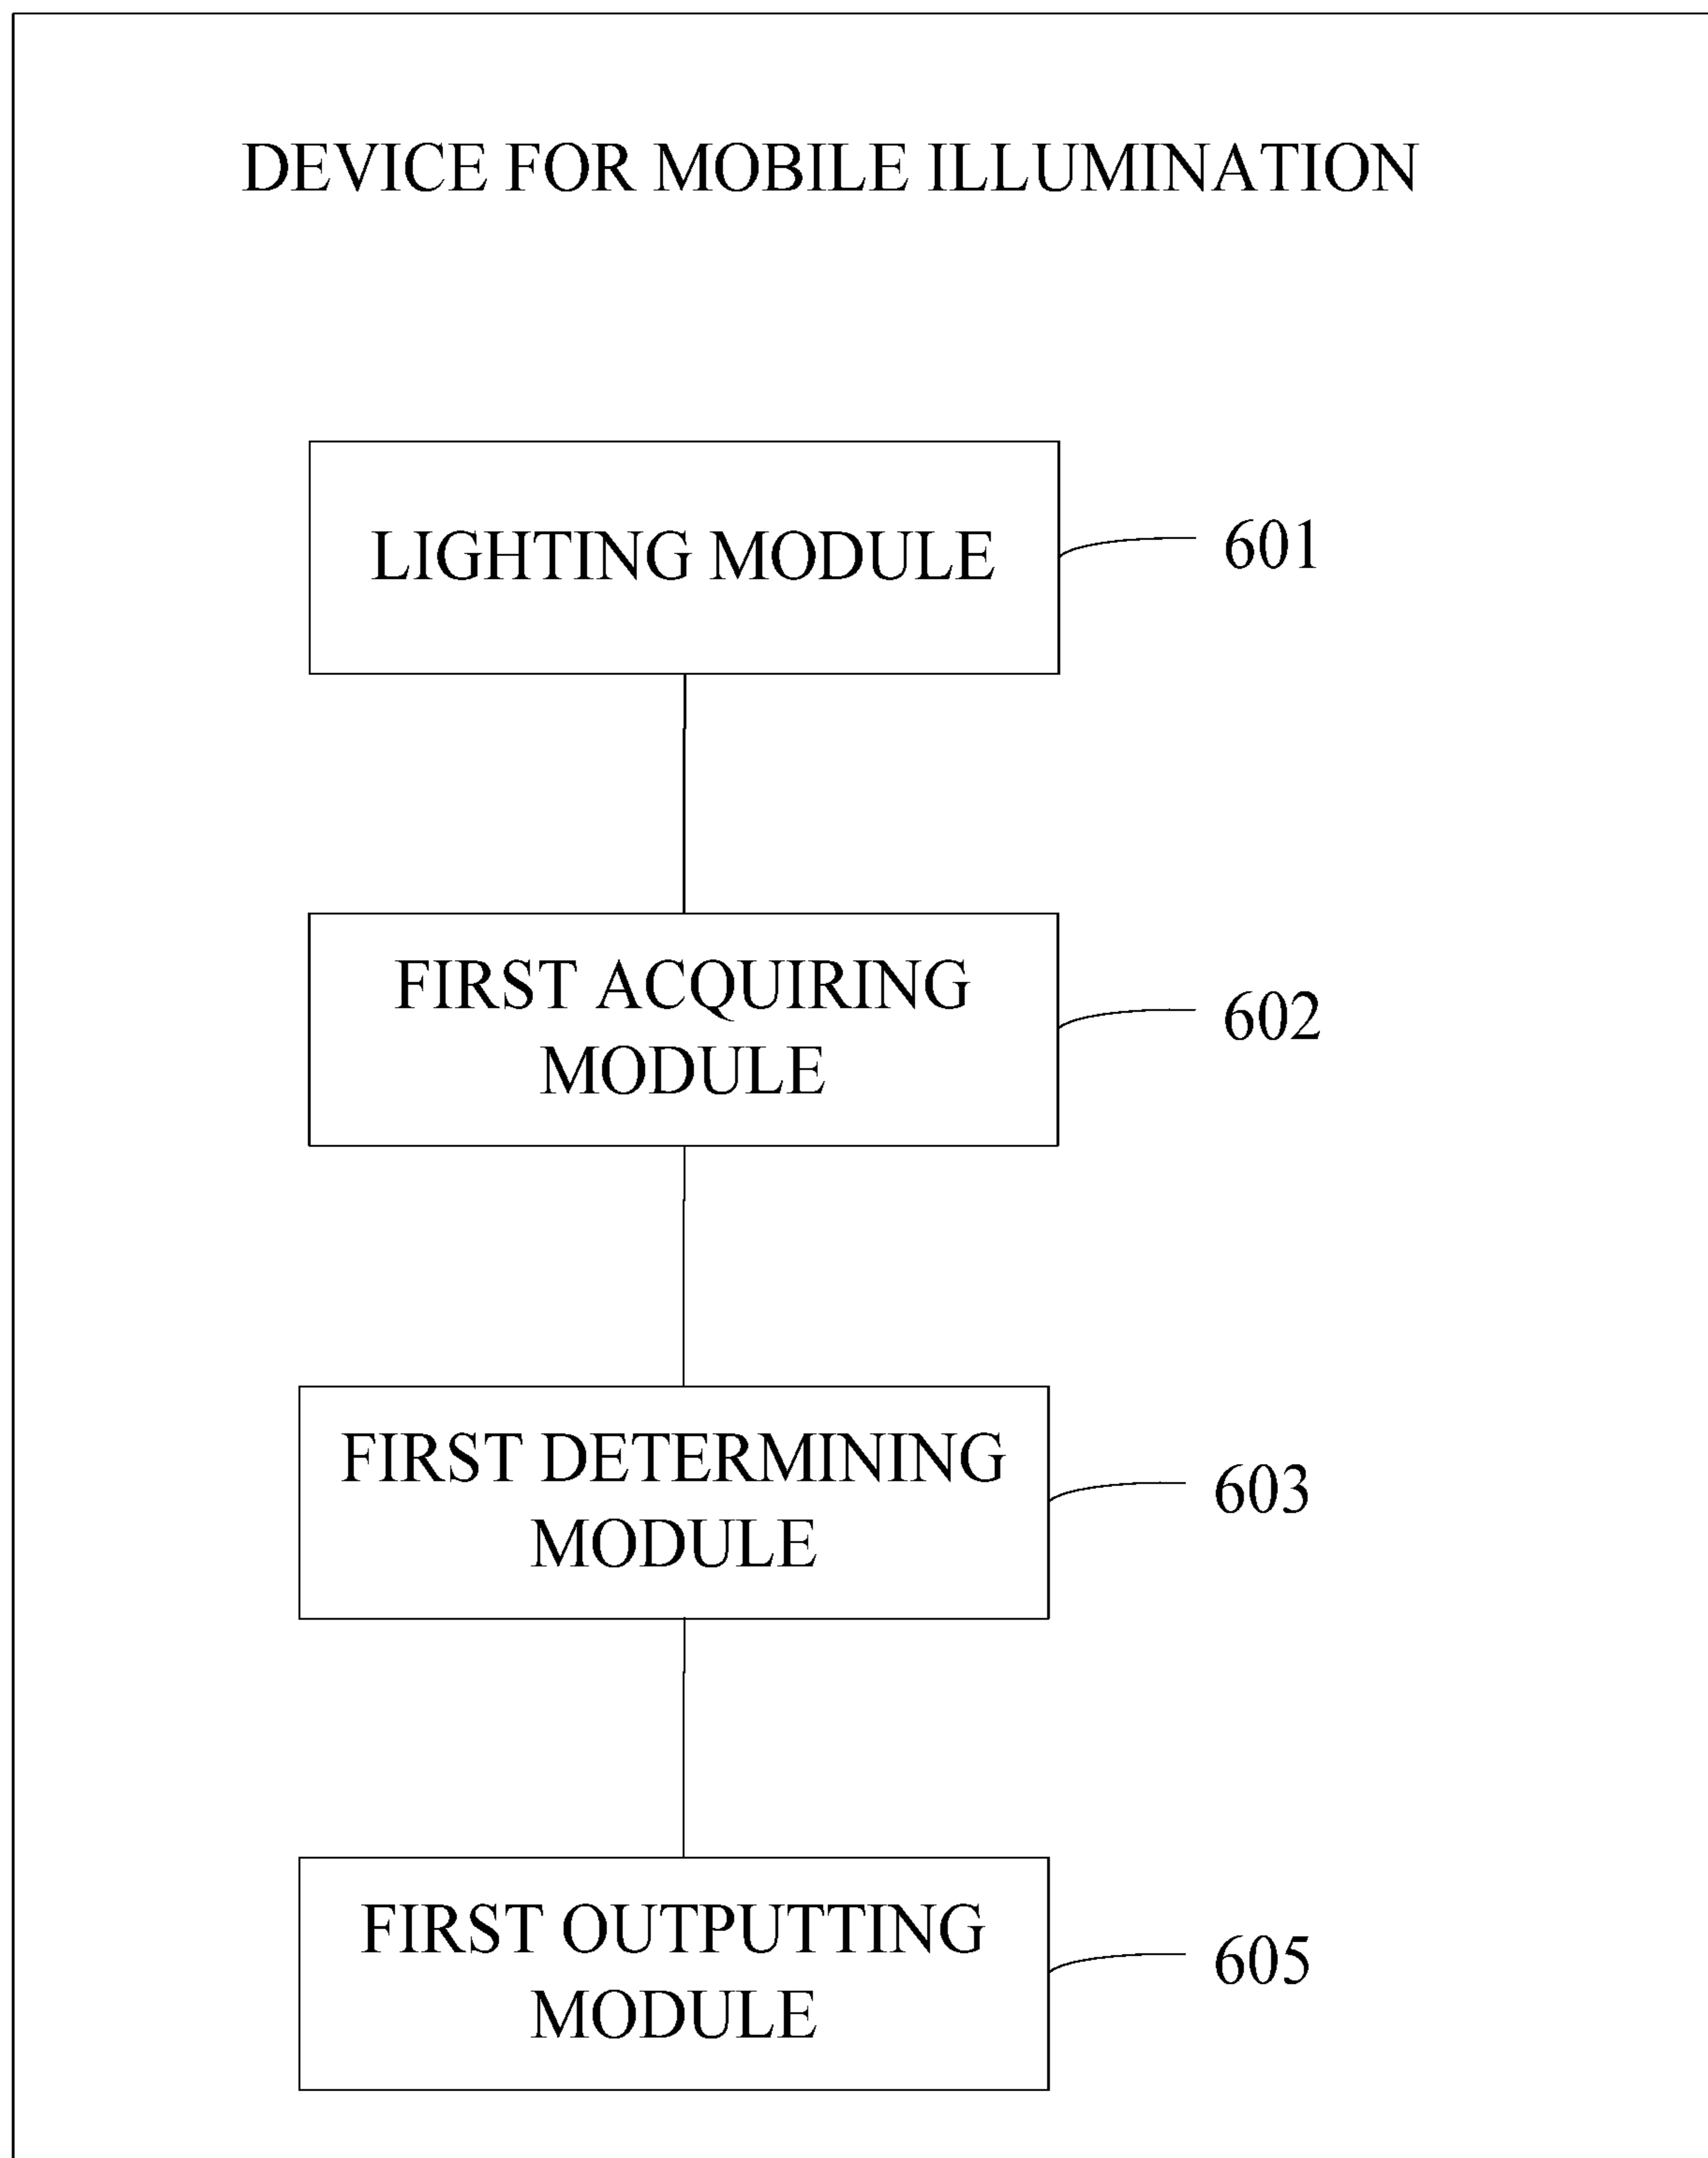 DEVICE FOR MOBILE ILLUMINATION
LIGHTING MODULE
601
FIRST ACQUIRING
MODULE
602
FIRST DETERMINING
MODULE
603
FIRST OUTPUTTING
MODULE
605